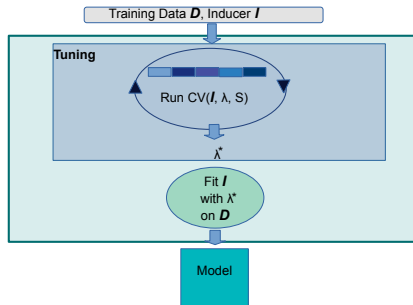 Training Data D, Inducer I
Tuning
Run CV(I, λ, S)
λ*
Fit I
with λ*
on D
Model